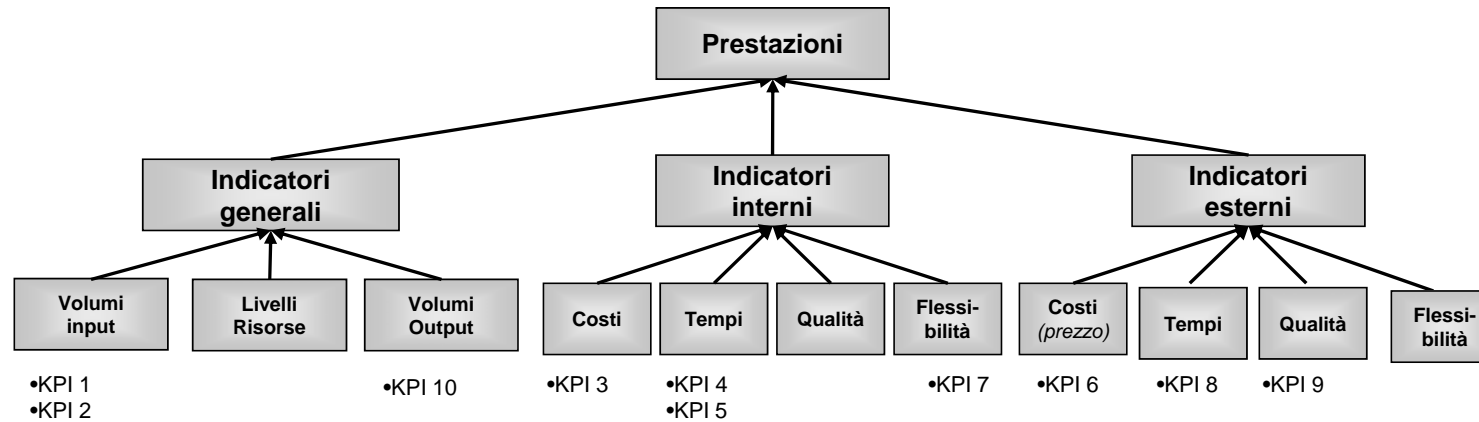 Prestazioni
Indicatori
generali
Indicatori
interni
Indicatori
esterni
Volumi
input
Livelli
Risorse
Volumi
Output
Costi
Tempi
Qualità
Flessi-
bilità
Costi
(prezzo)
Tempi
Qualità
Flessi-
bilità
•KPI 1
•KPI 2
•KPI 10
•KPI 3
•KPI 4
•KPI 5
•KPI 7
•KPI 6
•KPI 8
•KPI 9